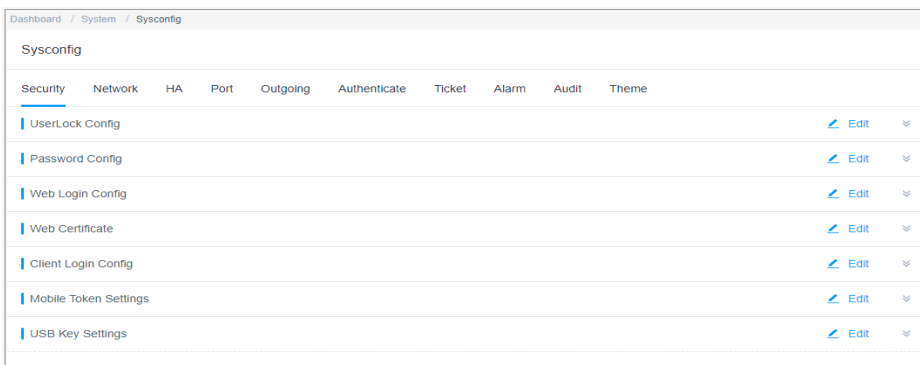 Dashboard / System / Sysconfig
Sysconfig
Security Network HA Port Outgoing Authenticate Ticket Alarm Audit Theme
UserLock Config Edit
Password Config Edit
Web Login Config Edit
Web Certificate Edit
Client Login Config Edit
Mobile Token Settings Edit
USB Key Settings Edit